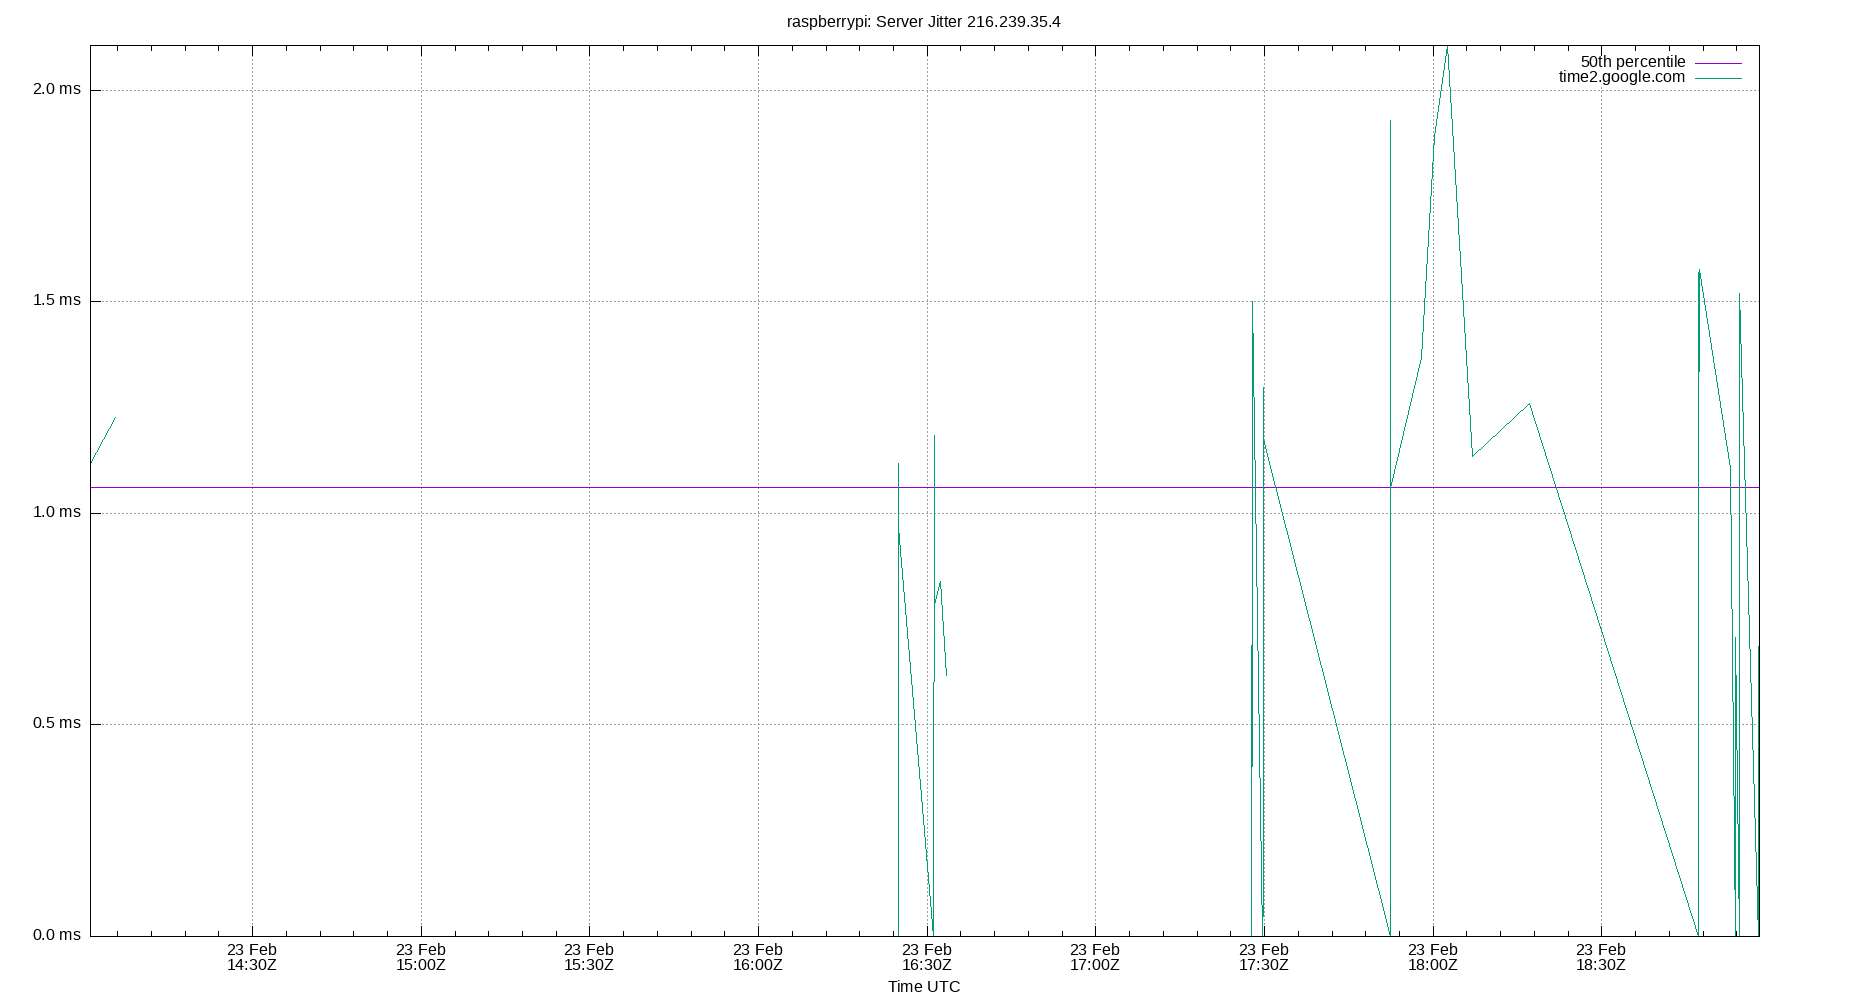 raspberrypi: Server Jitter 216.239.35.4
50th percentile
time2.google.com
2.0 ms
1.5 ms
1.0 ms
0.5 ms
0.0 ms
23 Feb
14:30Z
23 Feb
15:00Z
23 Feb
15:30Z
23 Feb
16:00Z
23 Feb
16:30Z
23 Feb
17:00Z
23 Feb
17:30Z
23 Feb
18:00Z
23 Feb
18:30Z
Time UTC